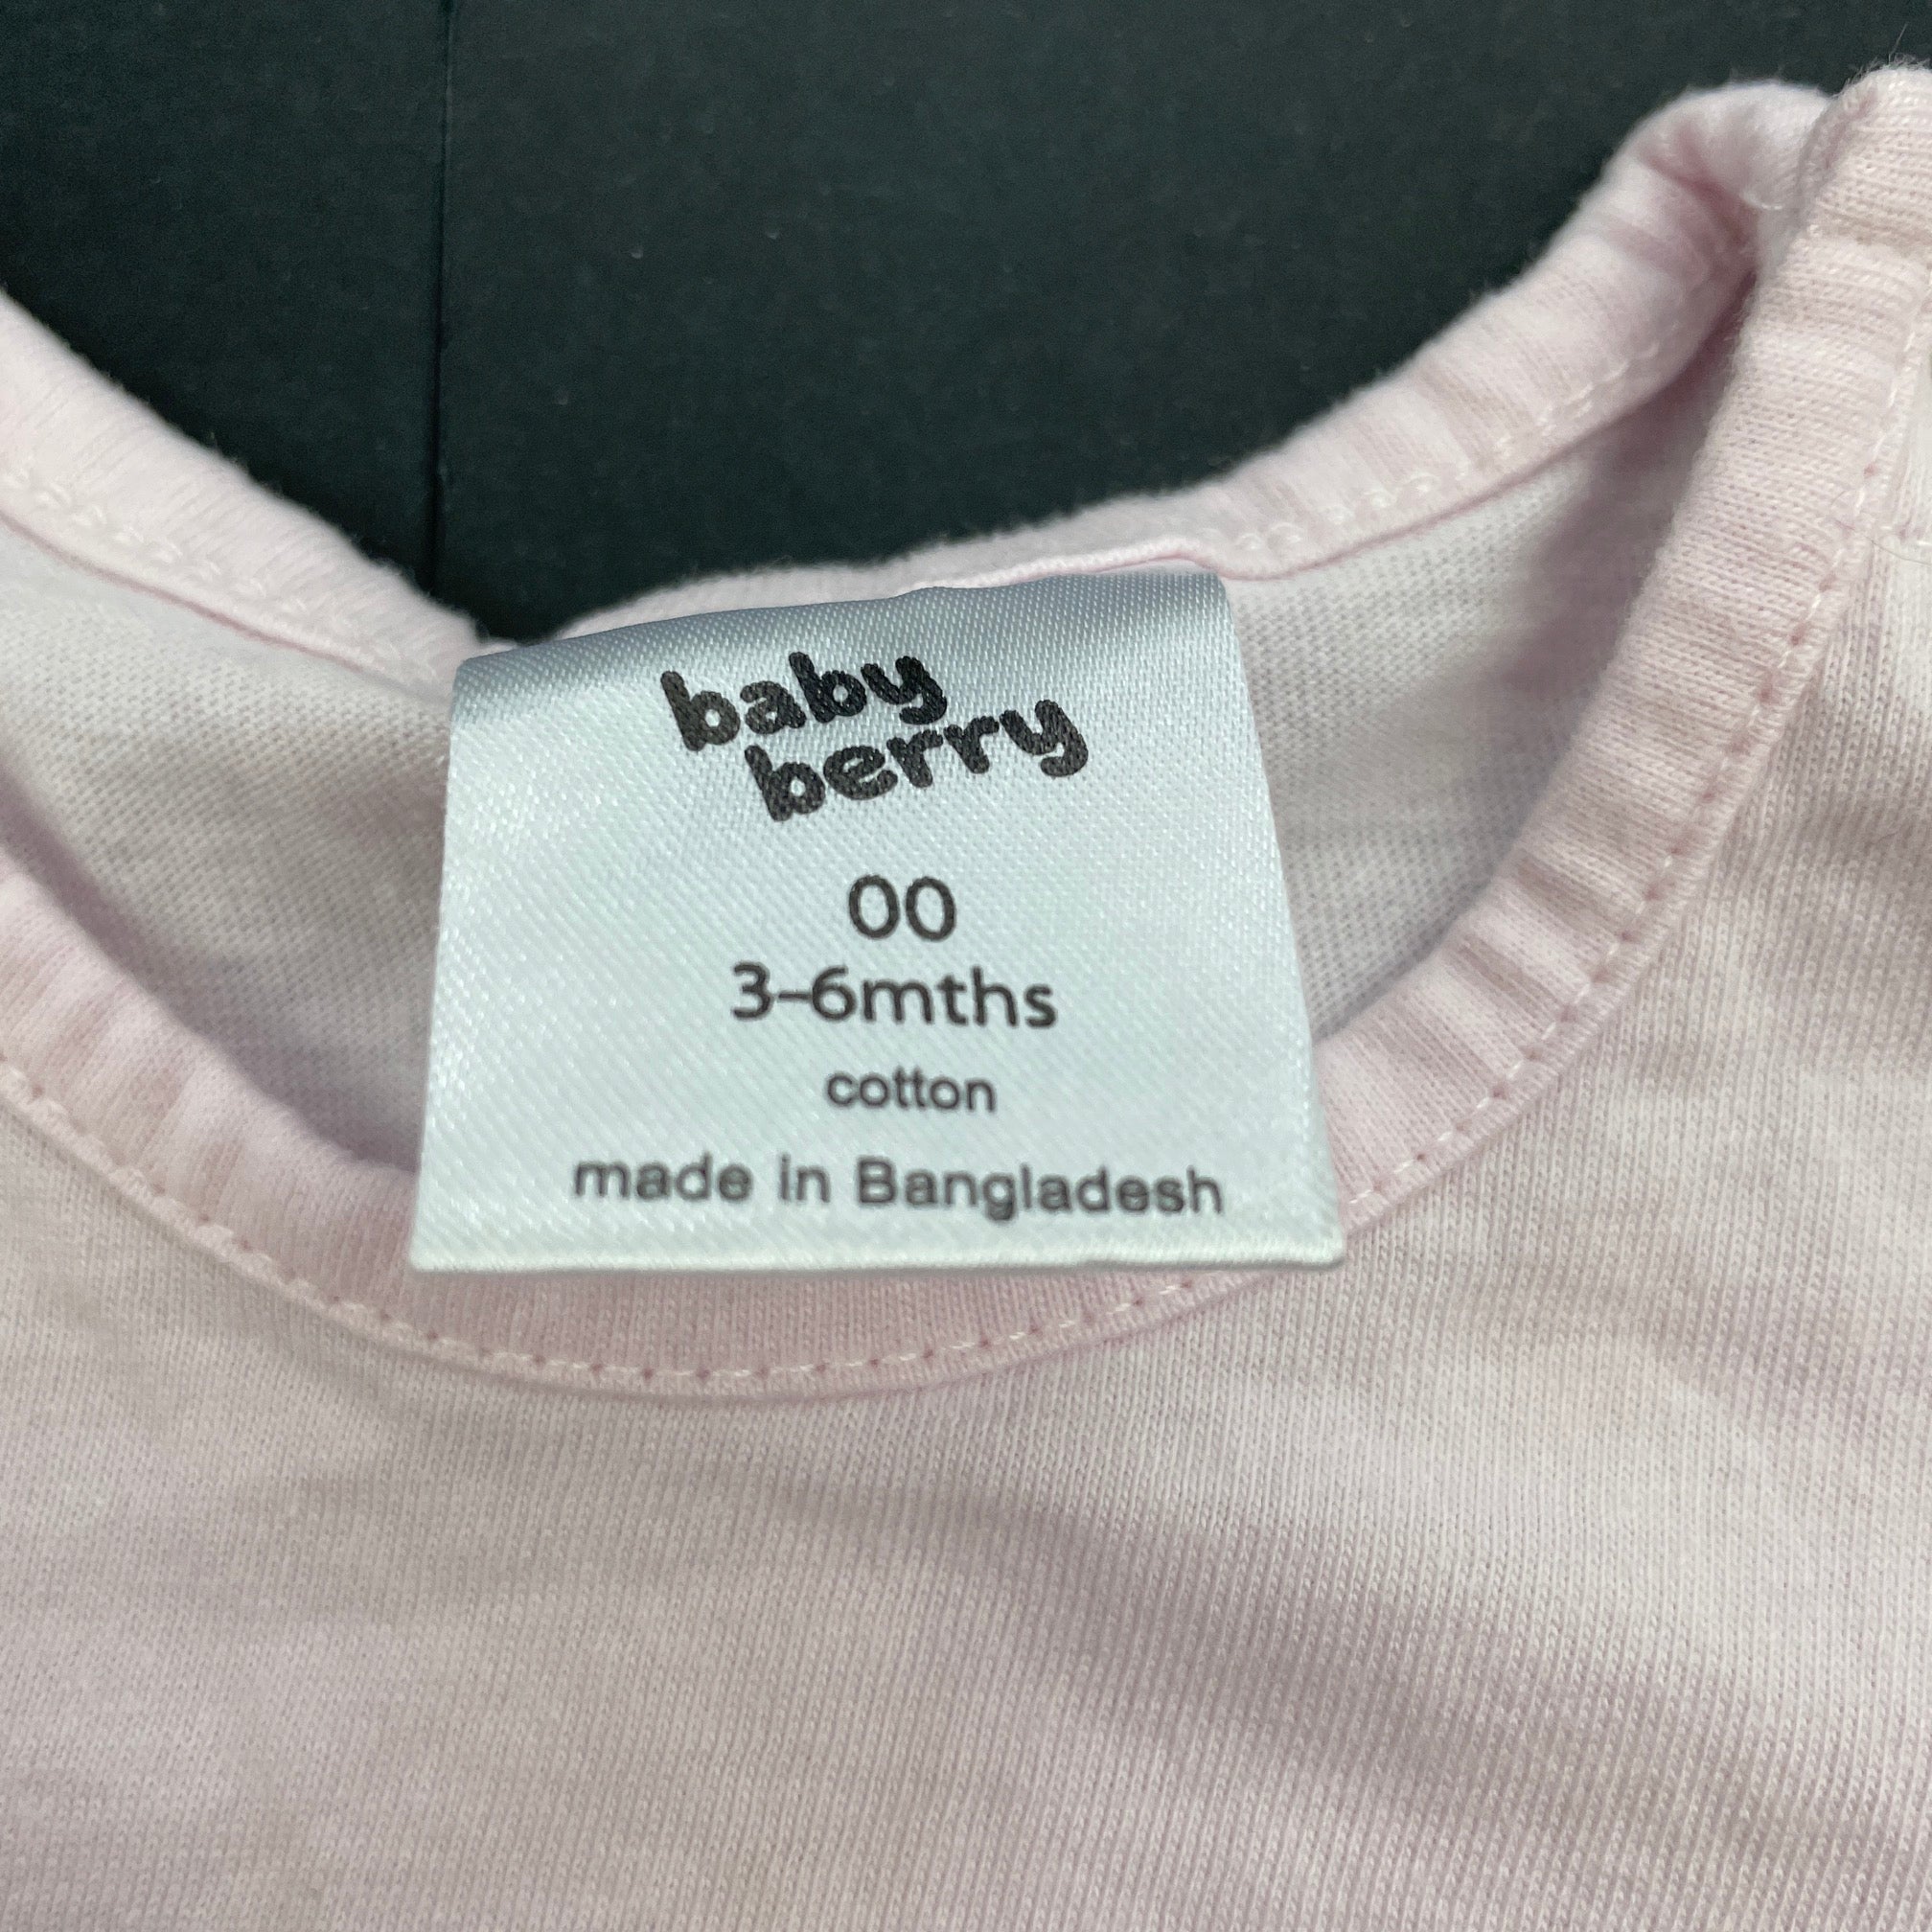 baby
berry
00
3-6mths
cotton
made in Bangladesh